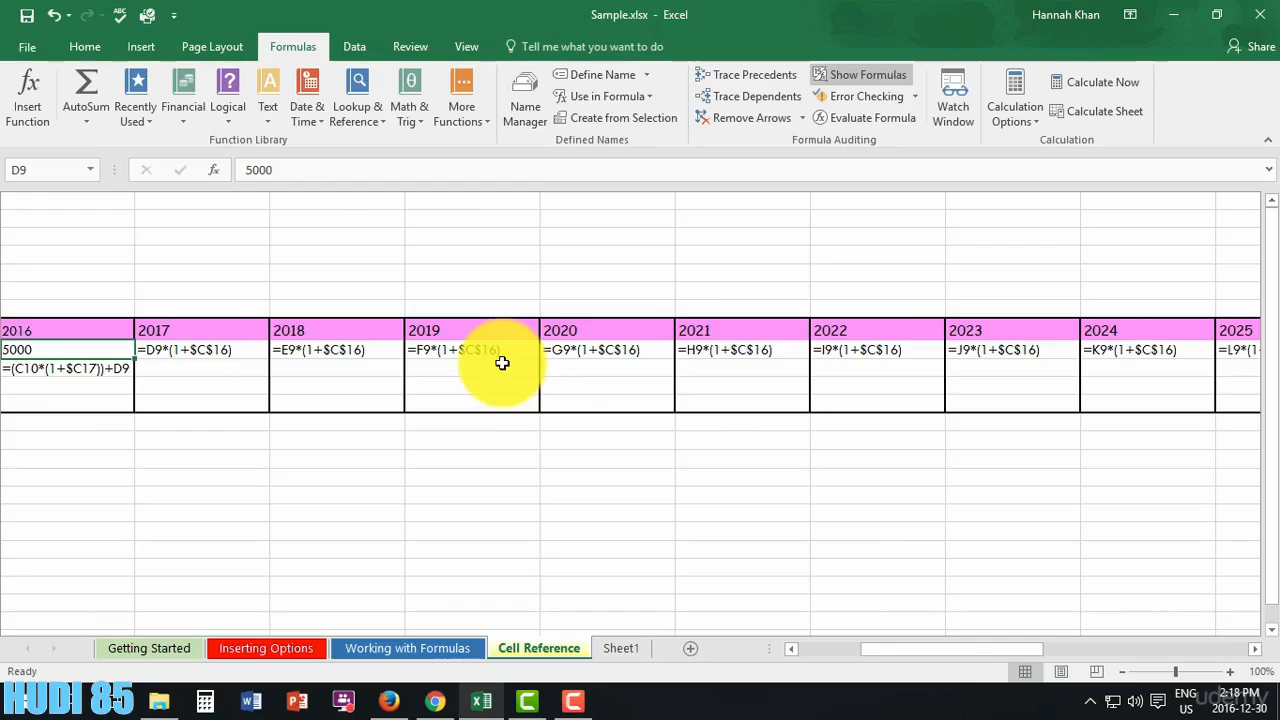 Sample.xlsx - Excel
Hannah Khan
File Home Insert Page Layout Formulas Data Review View Tell me what you want to do Share
Insert Function
AutoSum
Recently Used
Financial
Logical
Text
Date & Time
Lookup & Reference
Math & Trig
More Functions
Function Library
Name Manager
Define Name
Use in Formula
Create from Selection
Defined Names
Trace Precedents
Trace Dependents
Remove Arrows
Show Formulas
Error Checking
Evaluate Formula
Watch Window
Formula Auditing
Calculation Options
Calculate Now
Calculate Sheet
Calculation
D9 fx 5000
2016 2017 2018 2019 2020 2021 2022 2023 2024 2025
5000 =D9*(1+$C$16) =E9*(1+$C$16) =F9*(1+$C$16) =G9*(1+$C$16) =H9*(1+$C$16) =I9*(1+$C$16) =J9*(1+$C$16) =K9*(1+$C$16) =L9*(1-
=(C10*(1+$C17))+D9
Getting Started Inserting Options Working with Formulas Cell Reference Sheet1
Ready 100%
HUDI 85
ENG 2:18 PM
US 2016-12-30
udemy